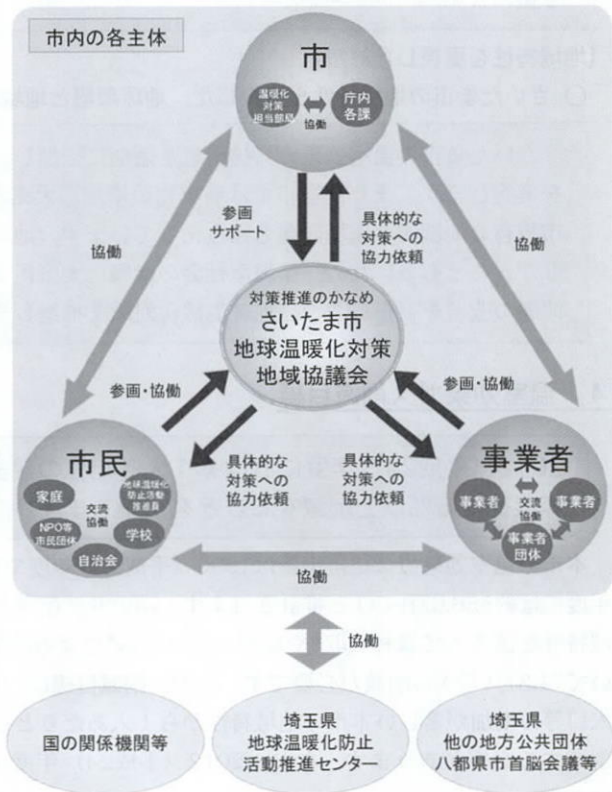 市内の各主体
市
温暖化
対策
担当部局
協働
庁内
各課
協働
参画
サポート
具体的な
対策への
協力依頼
協働
対策推進のかなめ
さいたま市
地球温暖化対策
地域協議会
参画・協働
参画・協働
具体的な
対策への
協力依頼
具体的な
対策への
協力依頼
市民
家庭
地球温暖化
防止活動
推進員
交流
協働
NPO等
市民団体
学校
自治会
事業者
事業者
交流
協働
事業者
事業者
団体
協働
協働
国の関係機関等
埼玉県
地球温暖化防止
活動推進センター
埼玉県
他の地方公共団体
八都県市首脳会議等